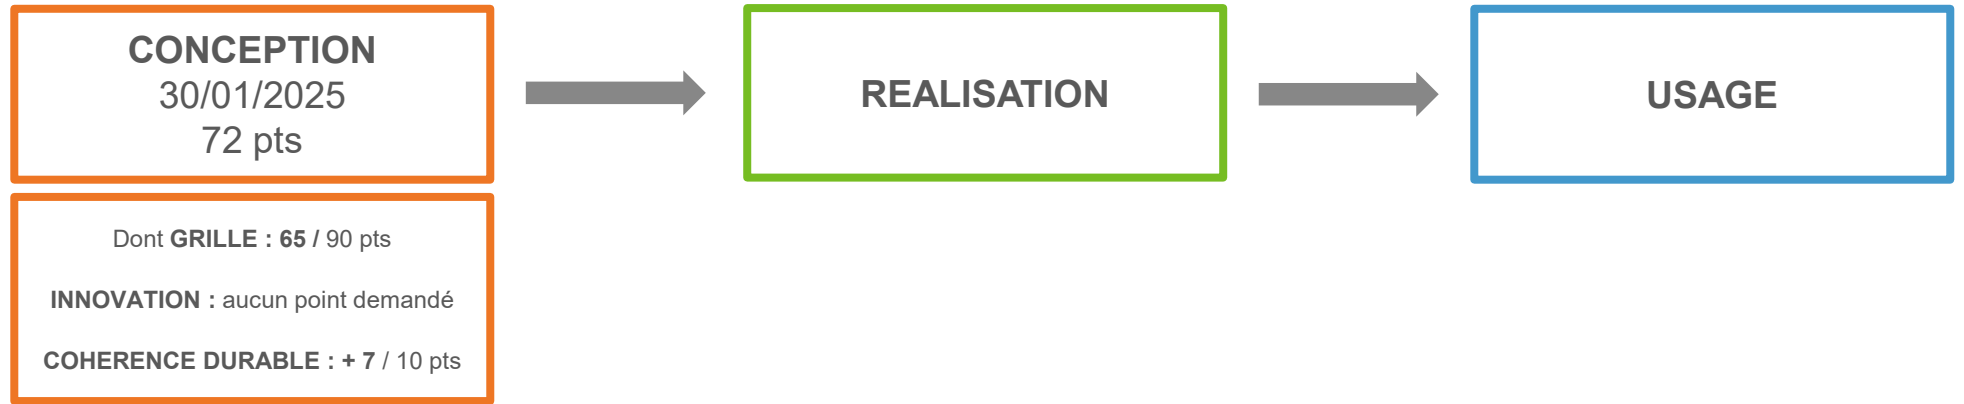 CONCEPTION
30/01/2025
72 pts
REALISATION
USAGE
Dont GRILLE : 65 / 90 pts
INNOVATION : aucun point demandé
COHERENCE DURABLE : + 7 / 10 pts